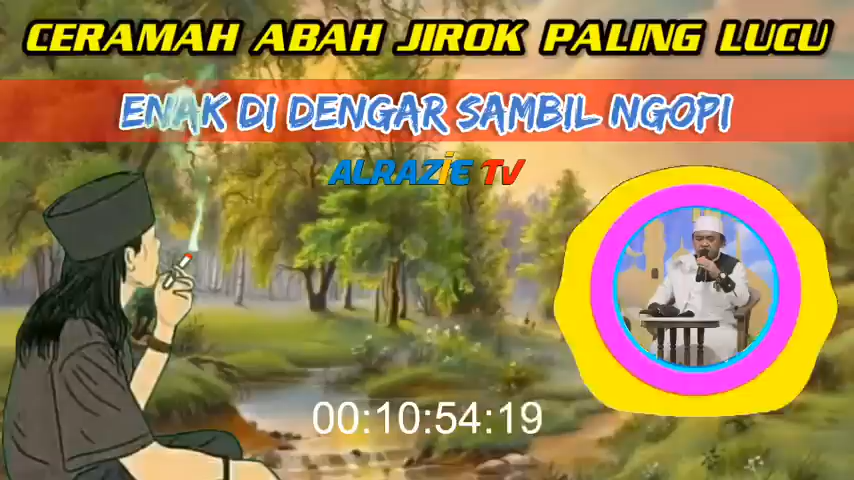 CERAMAH ABAH JIROK PALING LUCU
ENAK DI DENGAR SAMBIL NGOPI
ALRAZiE TV
00:10:54:19